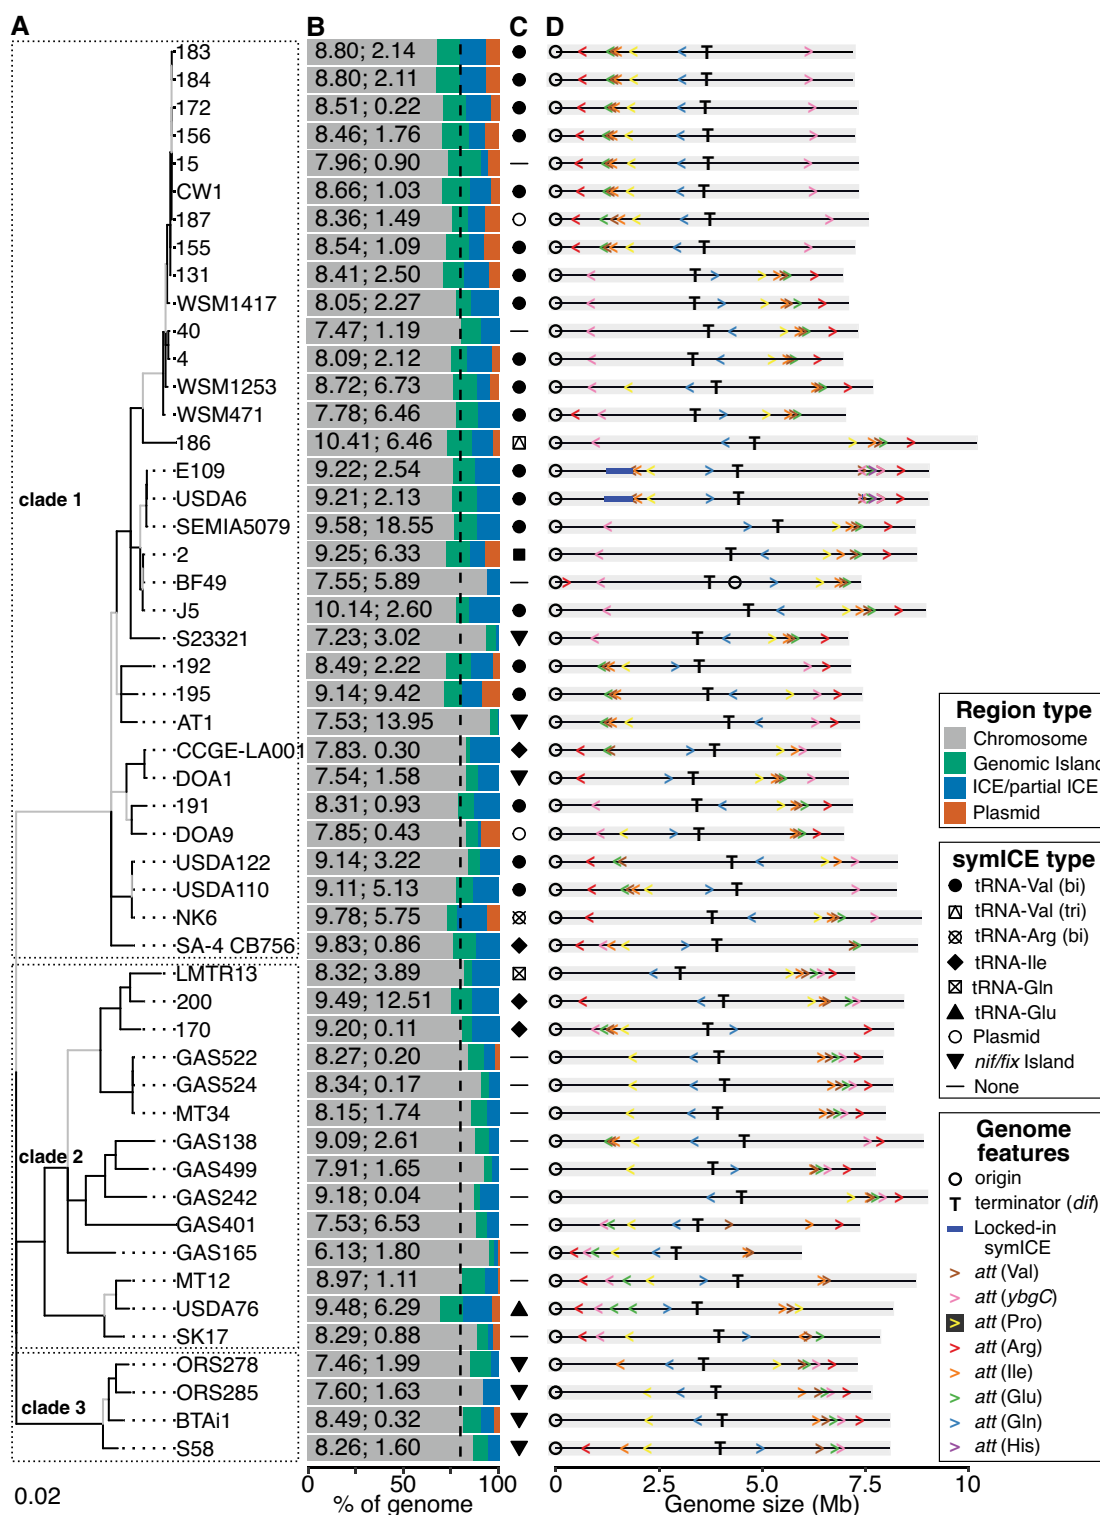 A B C D
183 8.80; 2.14
184 8.80; 2.11
172 8.51; 0.22
156 8.46; 1.76
15 7.96; 0.90
CW1 8.66; 1.03
187 8.36; 1.49
155 8.54; 1.09
131 8.41; 2.50
WSM1417 8.05; 2.27
40 7.47; 1.19
4 8.09; 2.12
WSM1253 8.72; 6.73
WSM471 7.78; 6.46
186 10.41; 6.46
E109 9.22; 2.54
clade 1
USDA6 9.21; 2.13
SEMIA5079 9.58; 18.55
2 9.25; 6.33
BF49 7.55; 5.89
J5 10.14; 2.60
S23321 7.23; 3.02
192 8.49; 2.22
195 9.14; 9.42
AT1 7.53; 13.95
CCGE-LA001 7.83. 0.30
DOA1 7.54; 1.58
191 8.31; 0.93
DOA9 7.85; 0.43
USDA122 9.14; 3.22
USDA110 9.11; 5.13
NK6 9.78; 5.75
SA-4 CB756 9.83; 0.86
LMTR13 8.32; 3.89
200 9.49; 12.51
170 9.20; 0.11
GAS522 8.27; 0.20
GAS524 8.34; 0.17
MT34 8.15; 1.74
GAS138 9.09; 2.61
clade 2
GAS499 7.91; 1.65
GAS242 9.18; 0.04
GAS401 7.53; 6.53
GAS165 6.13; 1.80
MT12 8.97; 1.11
USDA76 9.48; 6.29
SK17 8.29; 0.88
ORS278 7.46; 1.99
ORS285 7.60; 1.63
clade 3
BTAi1 8.49; 0.32
S58 8.26; 1.60
0.02
0 50 100
% of genome
0 2.5 5.0 7.5 10
Genome size (Mb)
Region type
Chromosome
Genomic Island
ICE/partial ICE
Plasmid
symICE type
tRNA-Val (bi)
tRNA-Val (tri)
tRNA-Arg (bi)
tRNA-Ile
tRNA-Gln
tRNA-Glu
Plasmid
nif/fix Island
None
Genome
features
origin
terminator (dif)
Locked-in
symICE
att (Val)
att (ybgC)
att (Pro)
att (Arg)
att (Ile)
att (Glu)
att (Gln)
att (His)